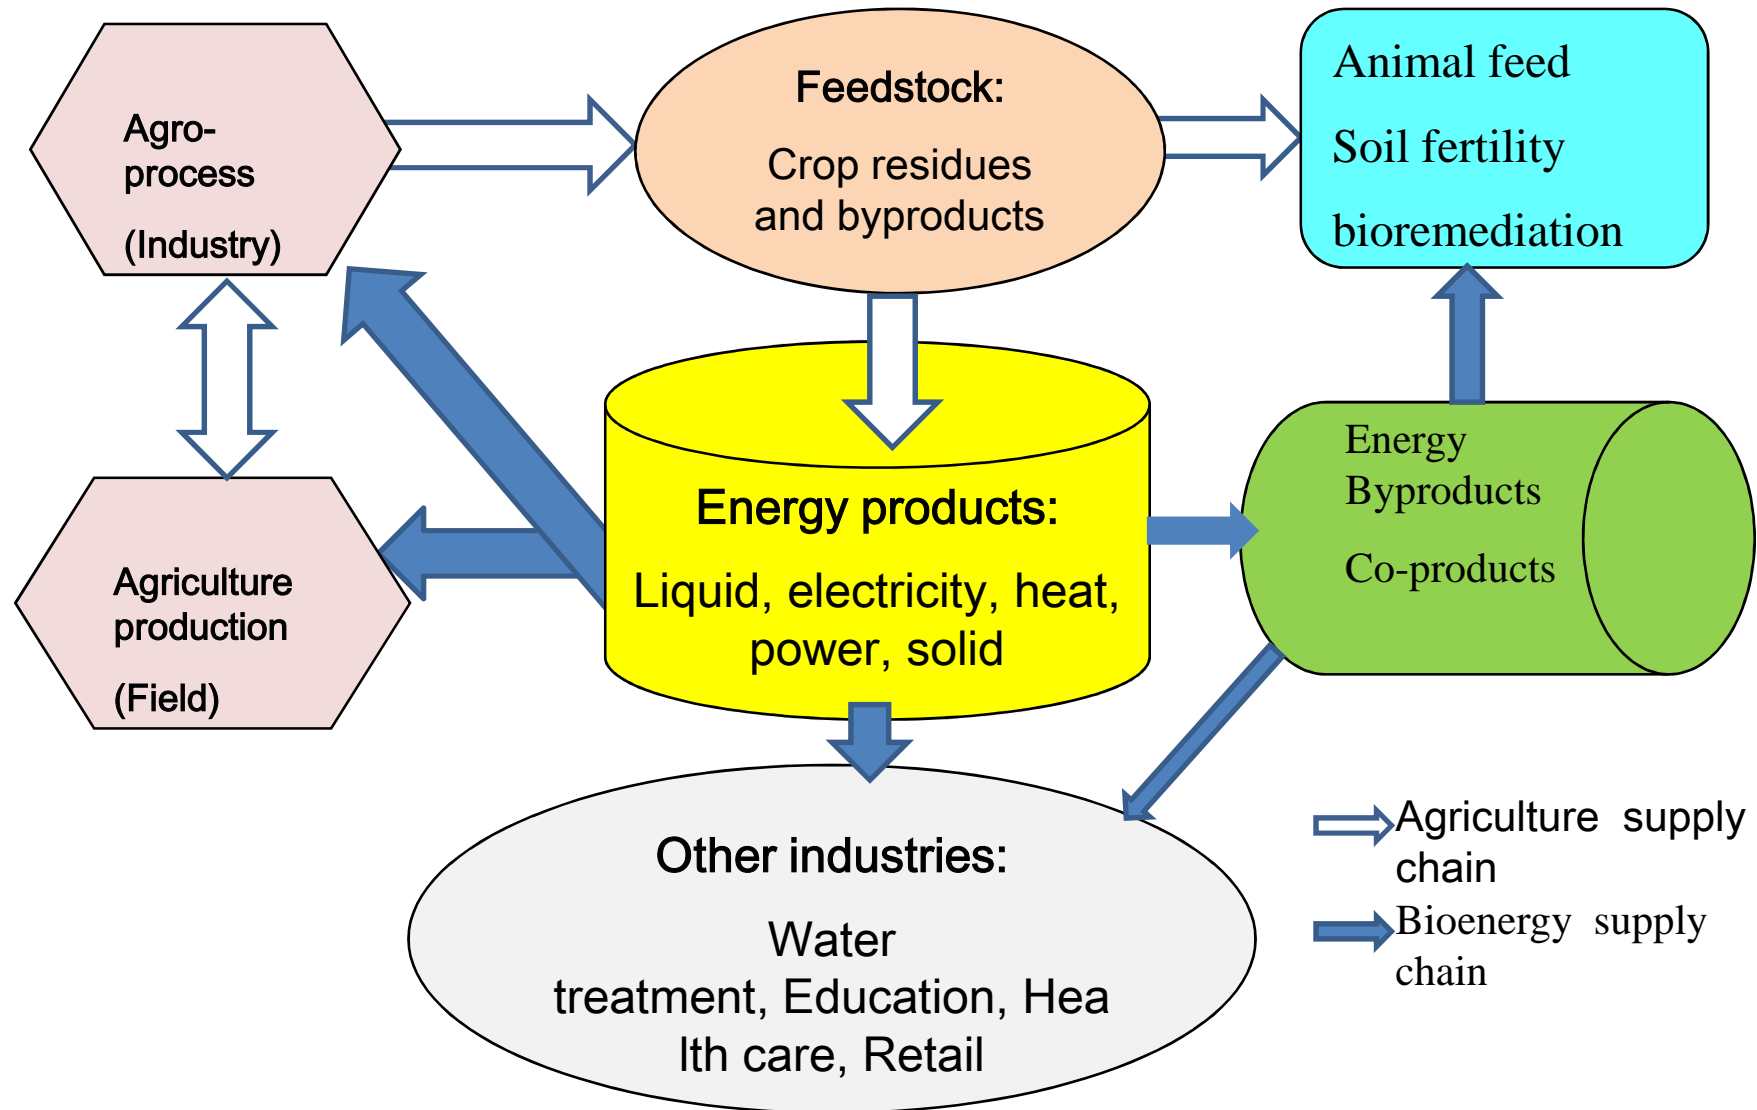 Agro-
process
(Industry)
Feedstock:
Crop residues
and byproducts
Animal feed
Soil fertility
bioremediation
Agriculture
production
(Field)
Energy products:
Liquid, electricity, heat,
power, solid
Energy
Byproducts
Co-products
Other industries:
Water
treatment, Education, Hea
lth care, Retail
Agriculture supply
chain
Bioenergy supply
chain